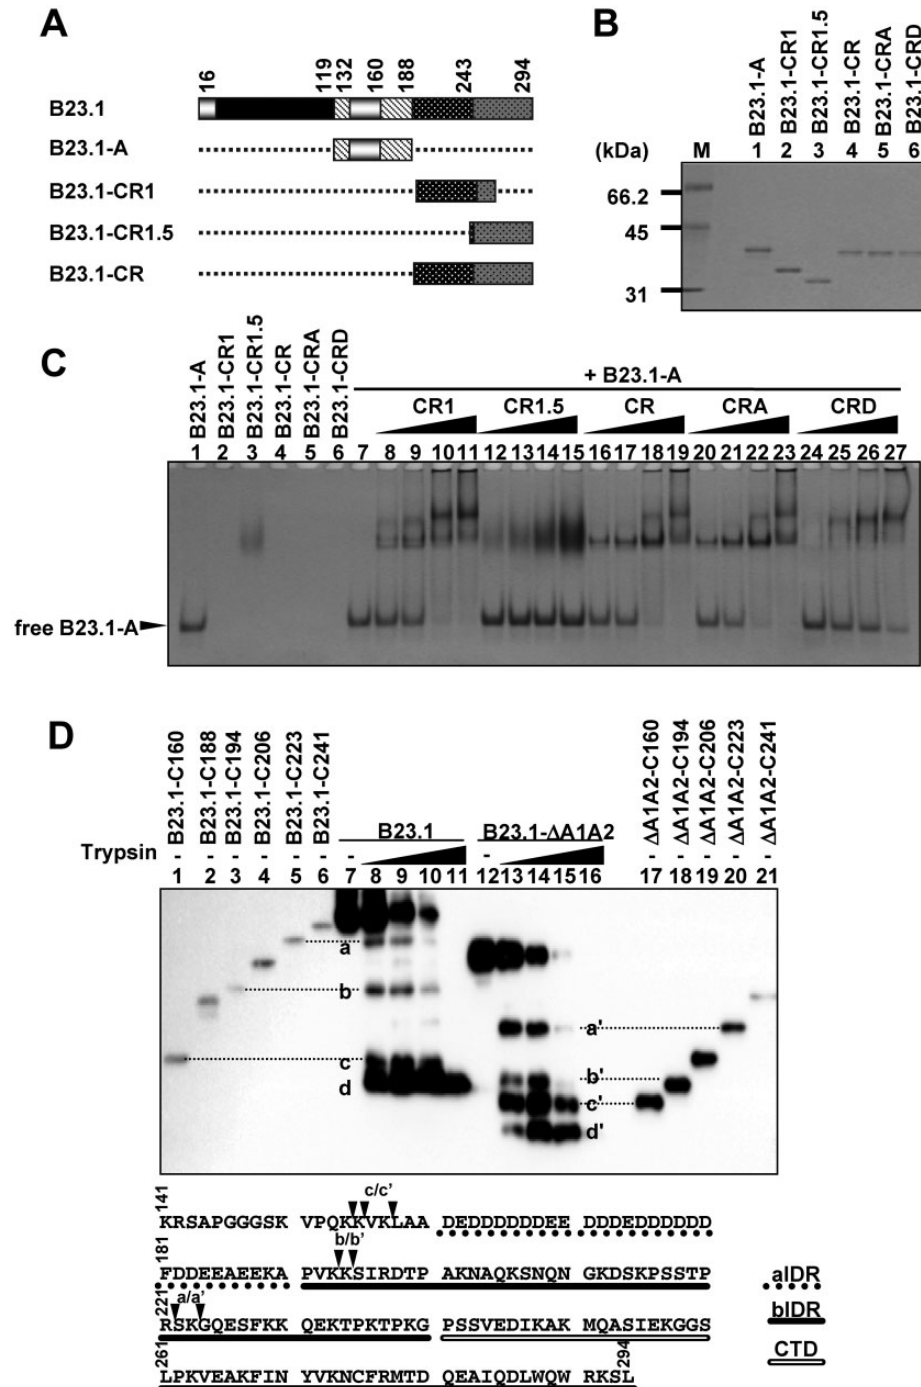 A
16 119 132 160 188 243 294
B23.1
B23.1-A
B23.1-CR1
B23.1-CR1.5
B23.1-CR
B
B23.1-A
B23.1-CR1
B23.1-CR1.5
B23.1-CR
B23.1-CRA
B23.1-CRD
(kDa) M 1 2 3 4 5 6
66.2
45
31
C
B23.1-A
B23.1-CR1
B23.1-CR1.5
B23.1-CR
B23.1-CRA
B23.1-CRD
+ B23.1-A
CR1 CR1.5 CR CRA CRD
1 2 3 4 5 6 7 8 9 10 11 12 13 14 15 16 17 18 19 20 21 22 23 24 25 26 27
free B23.1-A
D
B23.1-C160
B23.1-C188
B23.1-C194
B23.1-C206
B23.1-C223
B23.1-C241
B23.1
B23.1-ΔA1A2
ΔA1A2-C160
ΔA1A2-C194
ΔA1A2-C206
ΔA1A2-C223
ΔA1A2-C241
Trypsin - - - - - - - - - - - - -
1 2 3 4 5 6 7 8 9 10 11 12 13 14 15 16 17 18 19 20 21
a
b
c
d
a'
b'
c'
d'
c/c'
141
KRSAPGGGSK VPQKKVKLAA DEDDDDDDEE DDDEDDDDDD
b/b'
181
FDDEEAEEKA PVKKSIRDTP AKNAQKSNQN GKDSKPSSTP
a/a'
221
RSKGQESFKK QEKTPKTPKG PSSVEDIKAK MQASIEKGGS
261 294
LPKVEAKFIN YVKNCFRMTD QEAIQDLWQW RKSL
aIDR
bIDR
CTD